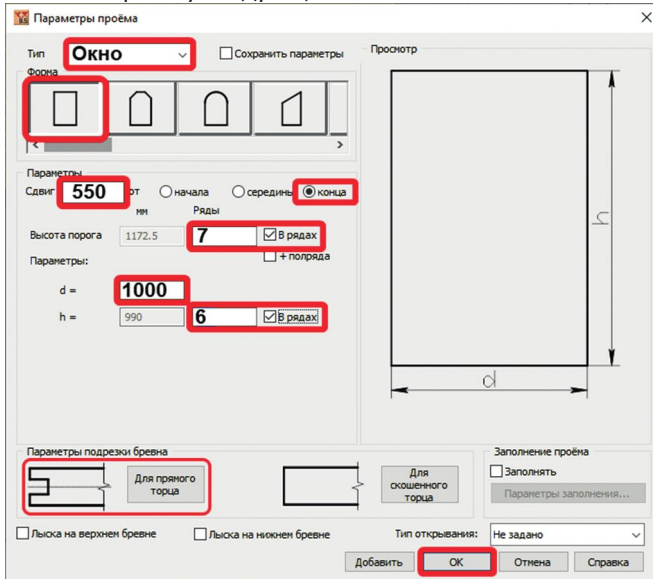 Параметры проёма
Тип Окно Сохранить параметры
Форма
Параметры
Сдвиг 550 от начала середины конца
мм Ряды
Высота порога 1172.5 7 В рядах
Параметры: + полряда
d = 1000
h = 990 6 В рядах
Просмотр
h
d
Параметры подрезки бревна
Для прямого
торца
Для
скошенного
торца
Заполнение проёма
Заполнять
Параметры заполнения...
Лыска на верхнем бревне Лыска на нижнем бревне Тип открывания: Не задано
Добавить OK Отмена Справка